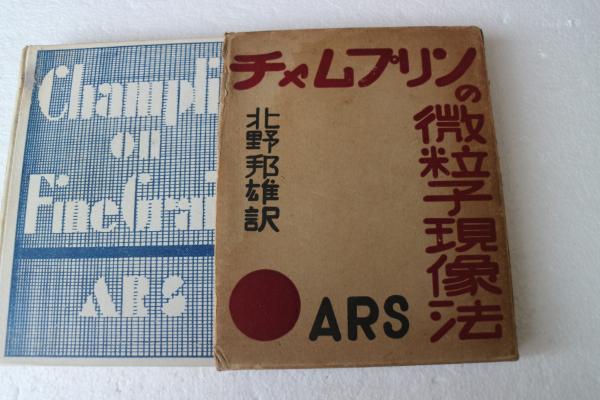 Champli
on
Fine Grai
ARS
チャムプリンの
微粒子現像法
北野邦雄訳
ARS